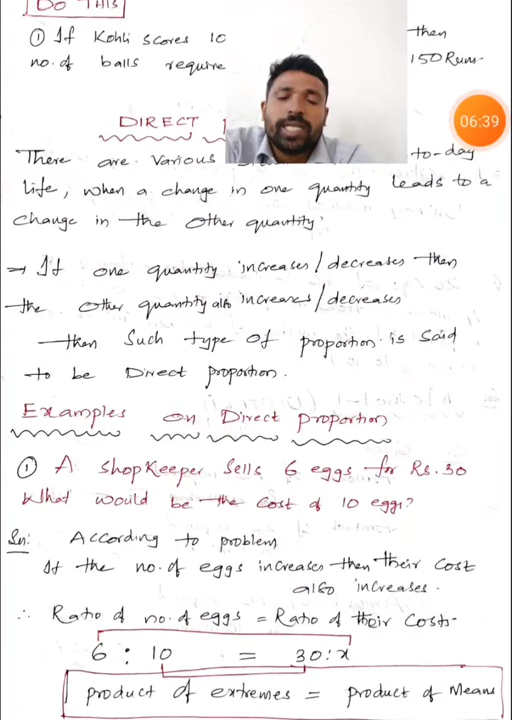 DO THIS
① If Kohli scores 10 then
no. of balls require 150 Runs.
06:39
DIRECT
There are various to-day
life, when a change in one quantity leads to a
change in the other quantity.
→ If one quantity increases/decreases then
the other quantity also increases/decreases
then such type of proportion is said
to be Direct proportion.
Examples on Direct proportion
① A shopkeeper sells 6 eggs for Rs.30
What would be the cost of 10 eggs?
Sn: According to problem
If the no. of eggs increases then their cost
also increases.
∴ Ratio of no. of eggs = Ratio of their costs.
6 : 10 = 30 : x
product of extremes = product of Means